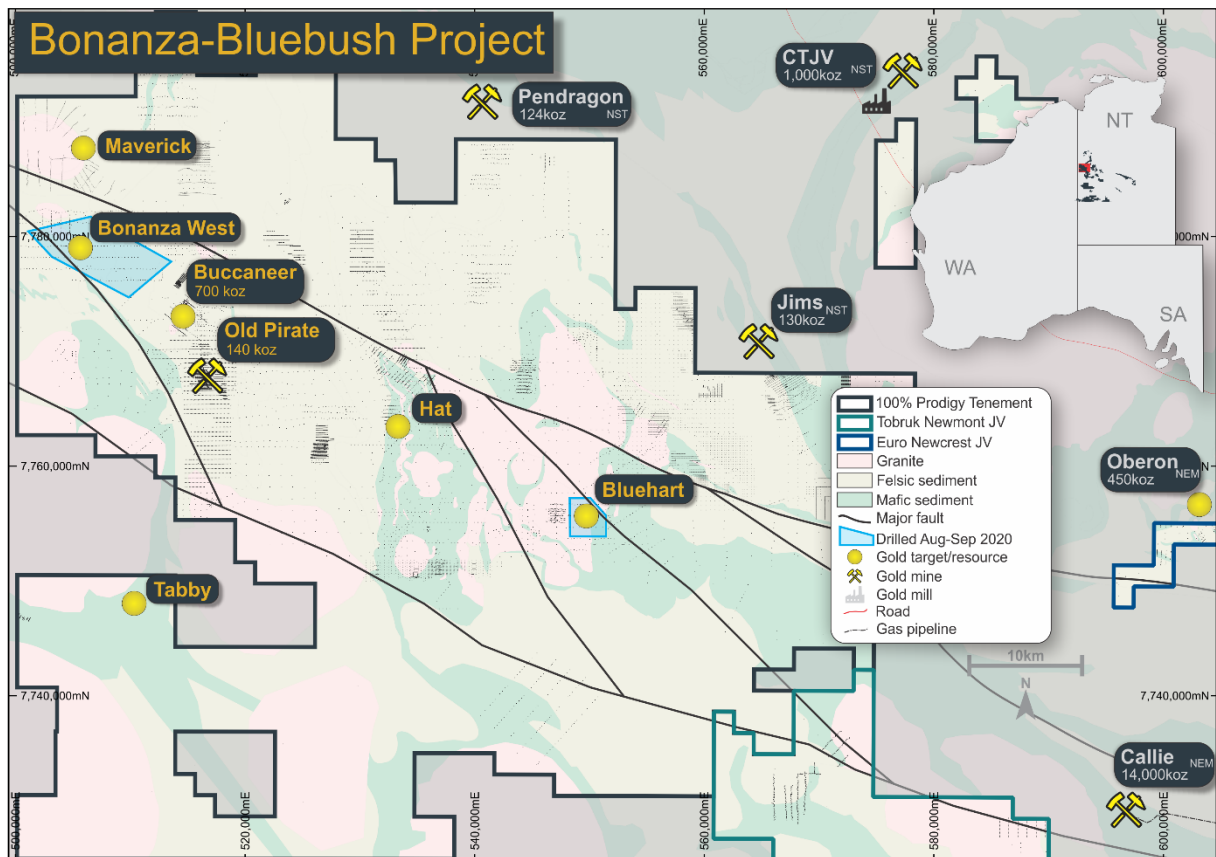 Bonanza-Bluebush Project
500,000mE
560,000mE
580,000mE
600,000mE
CTJV NST
1,000koz
Pendragon
124koz NST
NT
WA
SA
Maverick
Bonanza West
7,780,000mN
Buccaneer
700 koz
Old Pirate
140 koz
Jims NST
130koz
Hat
Bluehart
Oberon
450koz NEM
Tabby
7,760,000mN
100% Prodigy Tenement
Tobruk Newmont JV
Euro Newcrest JV
Granite
Felsic sediment
Mafic sediment
Major fault
Drilled Aug-Sep 2020
Gold target/resource
Gold mine
Gold mill
Road
Gas pipeline
10km
N
7,740,000mN
7,740,000mN
Callie NEM
14,000koz
500,000mE
520,000mE
540,000mE
560,000mE
580,000mE
600,000mE